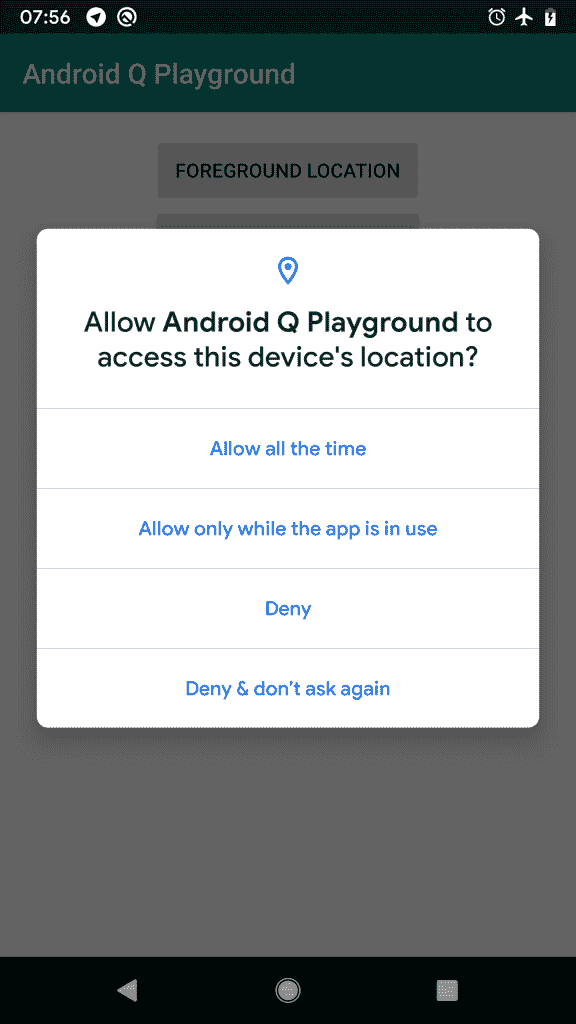 07:56
Android Q Playground
FOREGROUND LOCATION
Allow Android Q Playground to
access this device's location?
Allow all the time
Allow only while the app is in use
Deny
Deny & don't ask again